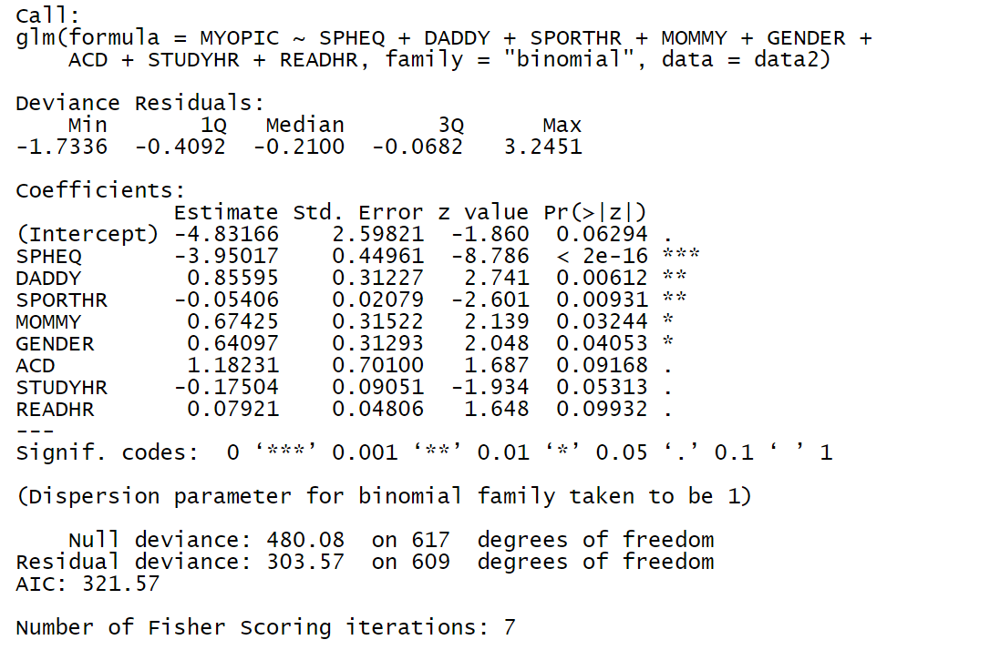 Call:
glm(formula = MYOPIC ~ SPHEQ + DADDY + SPORTHR + MOMMY + GENDER +
    ACD + STUDYHR + READHR, family = "binomial", data = data2)

Deviance Residuals:
    Min       1Q   Median       3Q      Max
-1.7336  -0.4092  -0.2100  -0.0682   3.2451

Coefficients:
            Estimate Std. Error z value Pr(>|z|)
(Intercept) -4.83166    2.59821  -1.860  0.06294 .
SPHEQ       -3.95017    0.44961  -8.786  < 2e-16 ***
DADDY        0.85595    0.31227   2.741  0.00612 **
SPORTHR     -0.05406    0.02079  -2.601  0.00931 **
MOMMY        0.67425    0.31522   2.139  0.03244 *
GENDER       0.64097    0.31293   2.048  0.04053 *
ACD          1.18231    0.70100   1.687  0.09168 .
STUDYHR     -0.17504    0.09051  -1.934  0.05313 .
READHR       0.07921    0.04806   1.648  0.09932 .
---
Signif. codes:  0 ‘***’ 0.001 ‘**’ 0.01 ‘*’ 0.05 ‘.’ 0.1 ‘ ’ 1

(Dispersion parameter for binomial family taken to be 1)

    Null deviance: 480.08  on 617  degrees of freedom
Residual deviance: 303.57  on 609  degrees of freedom
AIC: 321.57

Number of Fisher Scoring iterations: 7